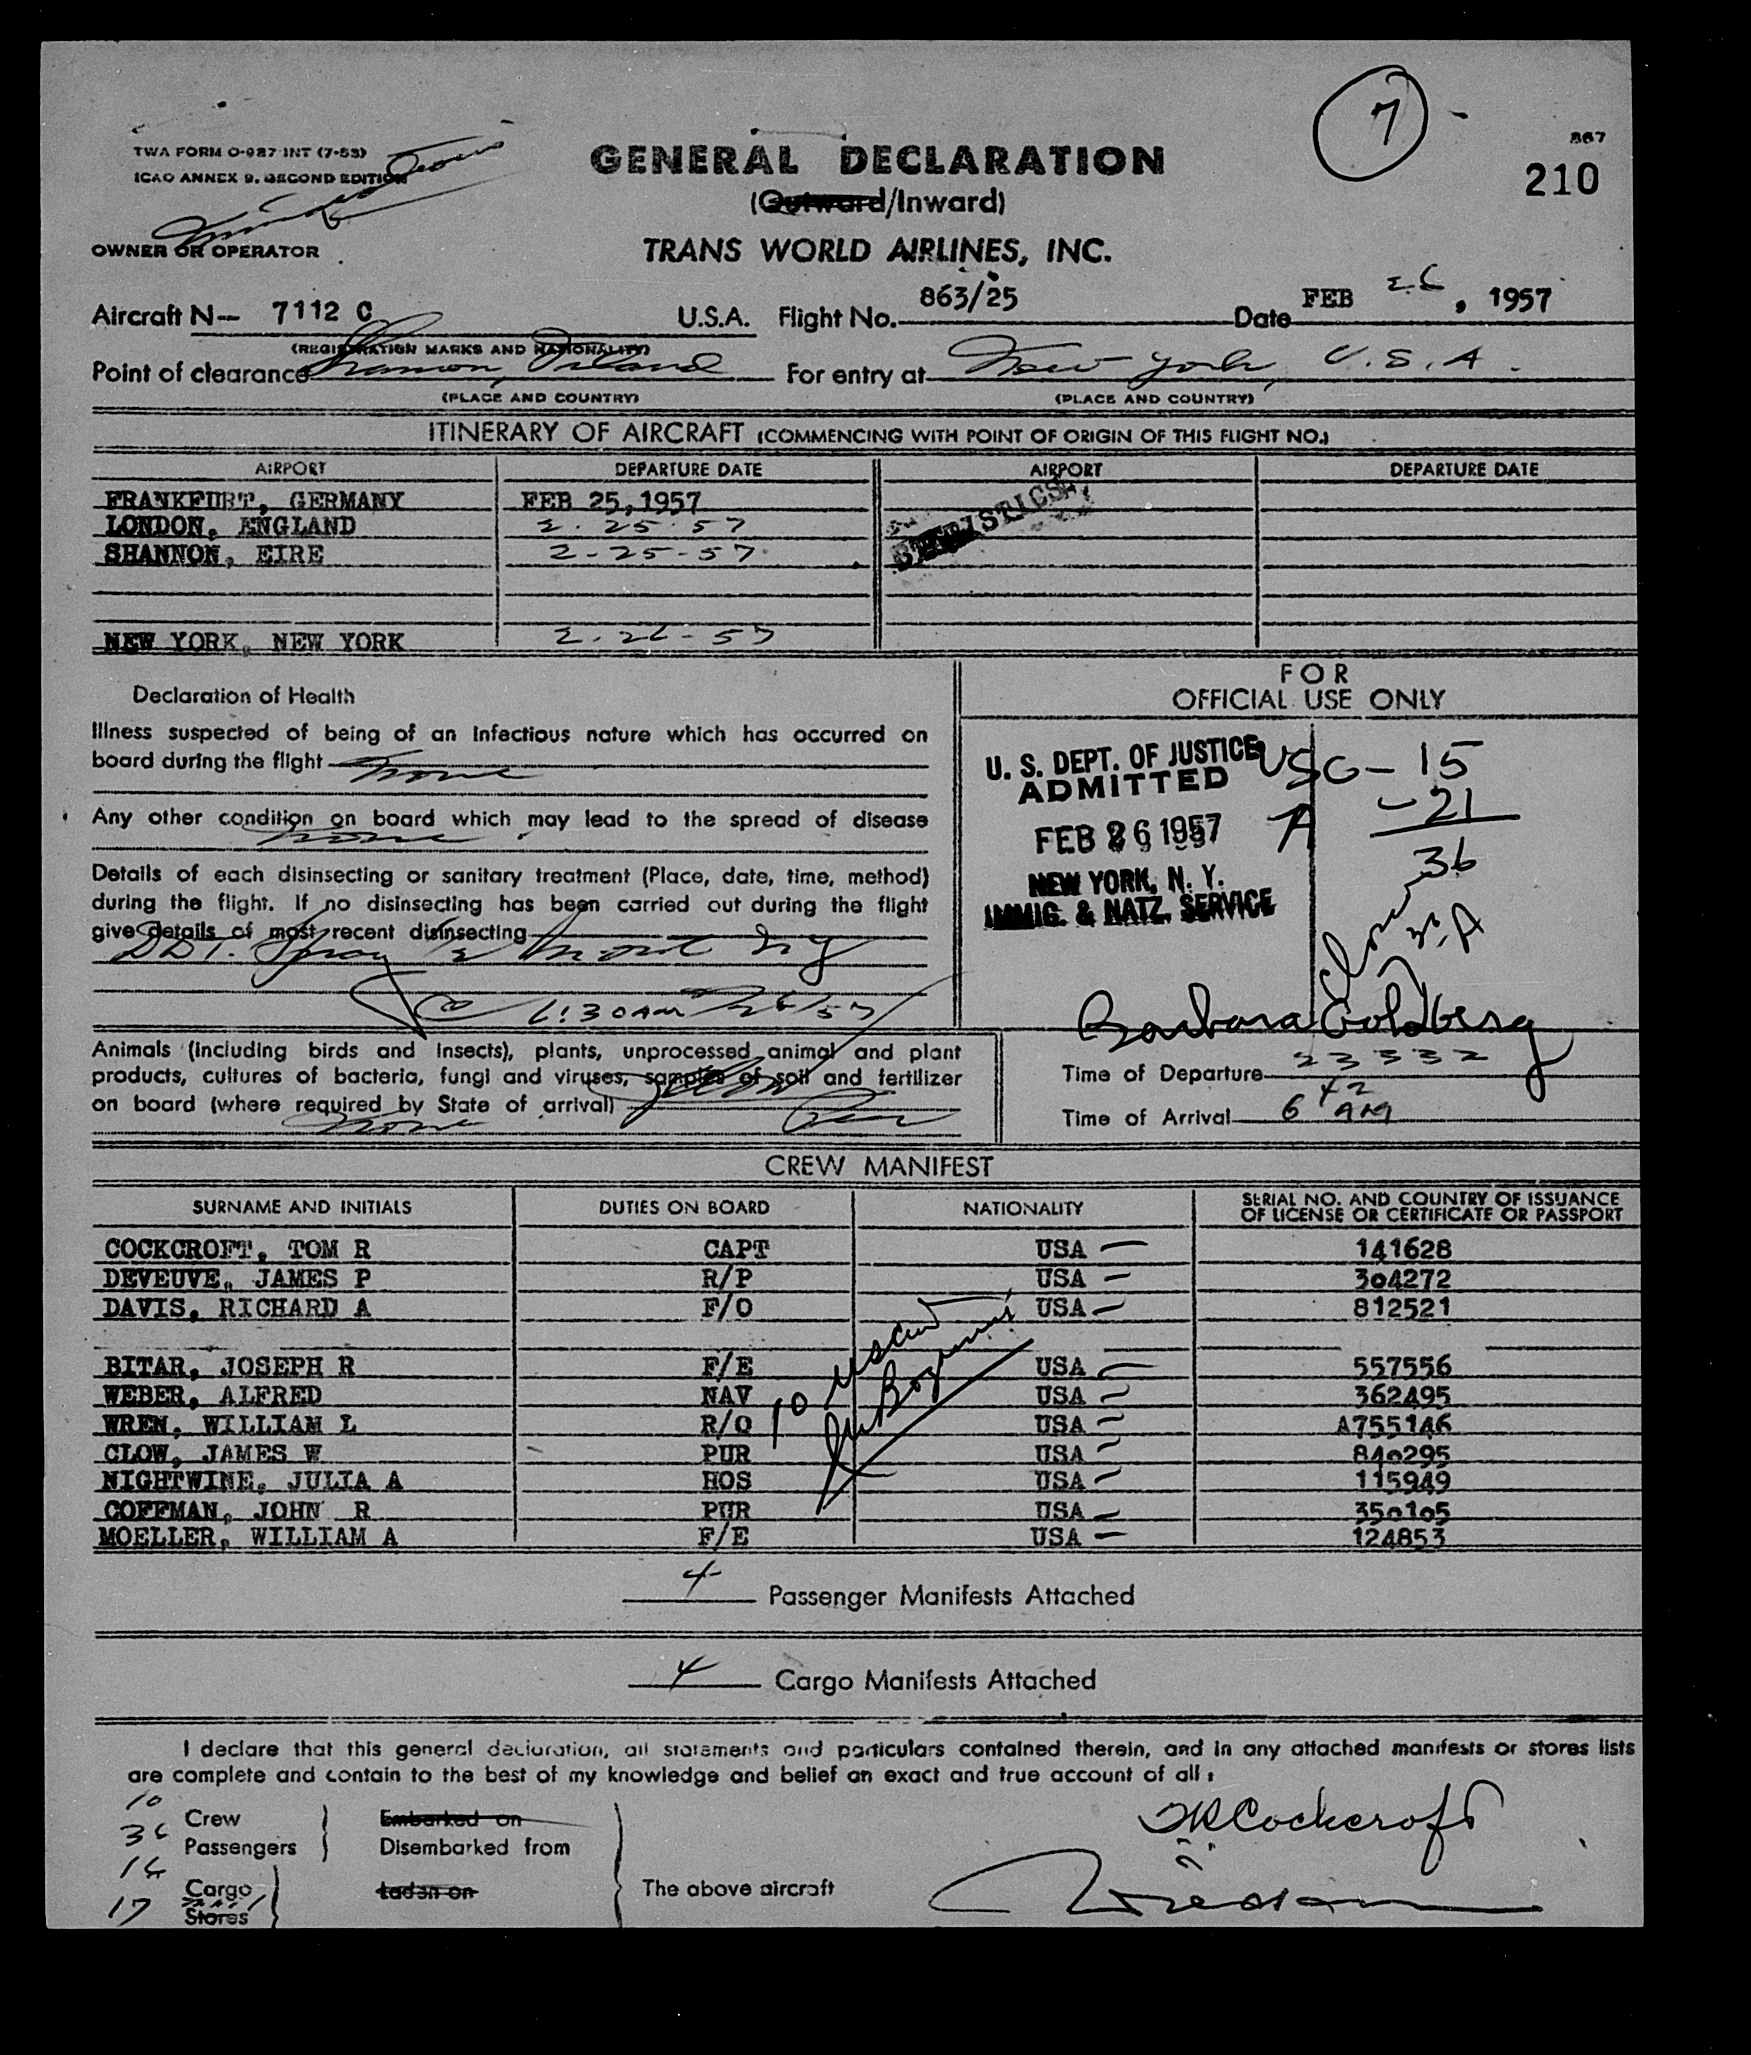 7
867
TWA FORM O-987 INT (7-53)
ICAO ANNEX 9, SECOND EDITION
210
GENERAL DECLARATION
(Outward/Inward)
OWNER OR OPERATOR
TRANS WORLD AIRLINES, INC.
Aircraft N— 7112 C U.S.A. Flight No. 863/25 Date FEB 26, 1957
(REGISTRATION MARKS AND NATIONALITY)
Point of clearance Shannon, Ireland For entry at New York, U.S.A.
(PLACE AND COUNTRY) (PLACE AND COUNTRY)
ITINERARY OF AIRCRAFT (COMMENCING WITH POINT OF ORIGIN OF THIS FLIGHT NO.)
AIRPORT DEPARTURE DATE AIRPORT DEPARTURE DATE
FRANKFURT, GERMANY FEB 25, 1957
LONDON, ENGLAND 2.25.57
SHANNON, EIRE 2-25-57
NEW YORK, NEW YORK 2.26-57
Declaration of Health
Illness suspected of being of an infectious nature which has occurred on
board during the flight None
Any other condition on board which may lead to the spread of disease
None
Details of each disinsecting or sanitary treatment (Place, date, time, method)
during the flight. If no disinsecting has been carried out during the flight
give details of most recent disinsecting
DDT. Spray
6:30AM 2/26/57
Animals (including birds and insects), plants, unprocessed animal and plant
products, cultures of bacteria, fungi and viruses, samples of soil and fertilizer
on board (where required by State of arrival)
None
FOR
OFFICIAL USE ONLY
U. S. DEPT. OF JUSTICE
ADMITTED
FEB 26 1957
NEW YORK, N. Y.
IMMIG. & NATZ. SERVICE
USC- 15
A -21
36
Barbara Goldberg
Time of Departure 23332
Time of Arrival 6 42 AM
CREW MANIFEST
SURNAME AND INITIALS DUTIES ON BOARD NATIONALITY SERIAL NO. AND COUNTRY OF ISSUANCE
OF LICENSE OR CERTIFICATE OR PASSPORT
COCKCROFT, TOM R CAPT USA 141628
DEVEUVE, JAMES P R/P USA 304272
DAVIS, RICHARD A F/O USA 812521
BITAR, JOSEPH R F/E USA 557556
WEBER, ALFRED NAV USA 362495
WREN, WILLIAM L R/O USA A755146
CLOW, JAMES W PUR USA 840295
NIGHTWINE, JULIA A HOS USA 115949
COFFMAN, JOHN R PUR USA 350105
MOELLER, WILLIAM A F/E USA 124853
10
4 Passenger Manifests Attached
4 Cargo Manifests Attached
I declare that this general declaration, all statements and particulars contained therein, and in any attached manifests or stores lists
are complete and contain to the best of my knowledge and belief an exact and true account of all:
10 Crew Embarked on
36 Passengers Disembarked from
16 Cargo Laden on The above aircraft
17 Stores
TRCockcroft